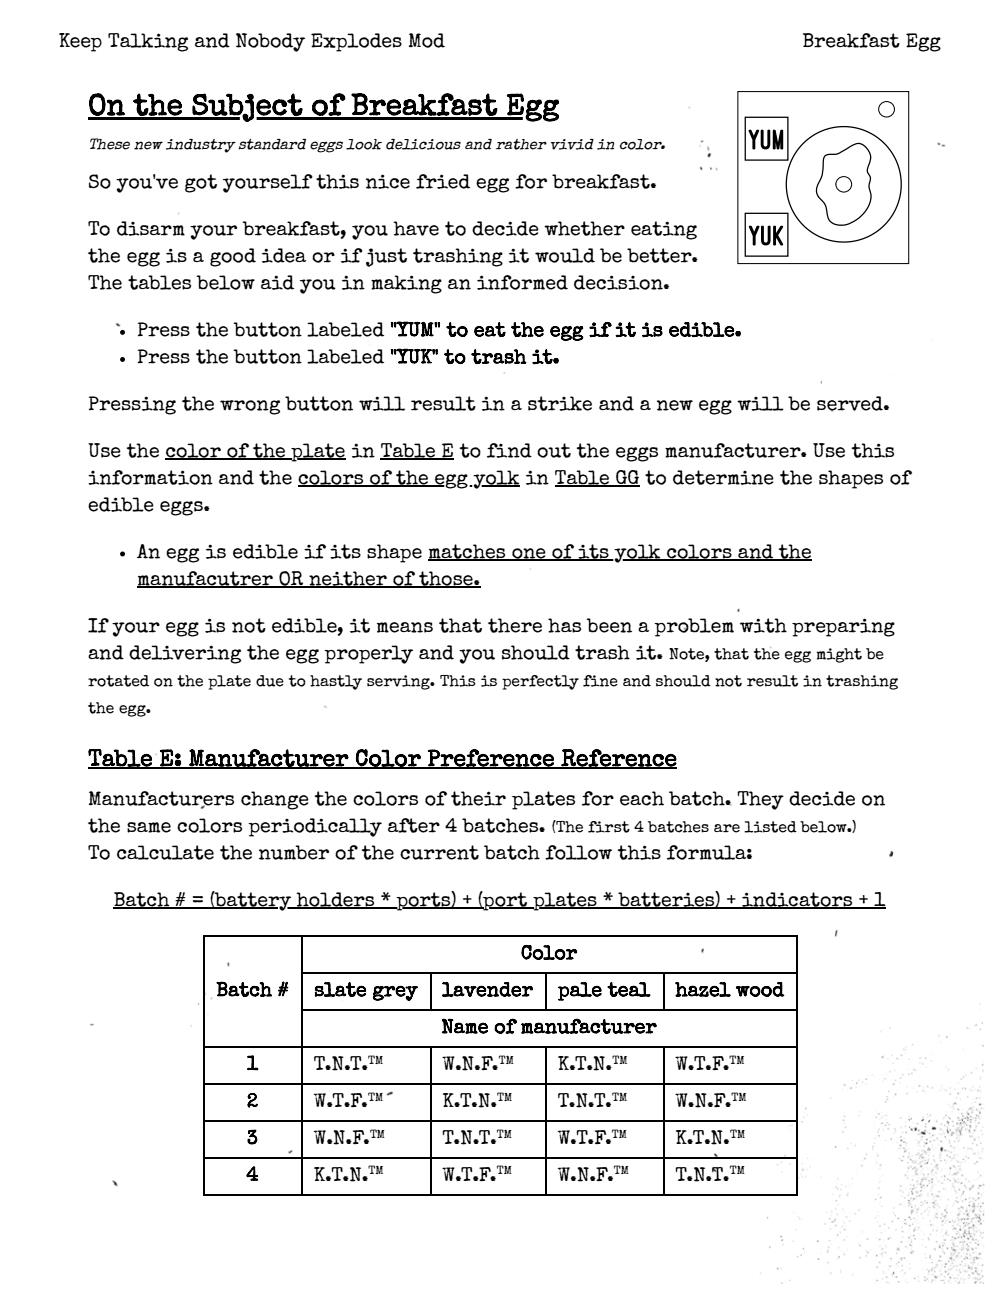 Keep Talking and Nobody Explodes Mod
Breakfast Egg
On the Subject of Breakfast Egg
These new industry standard eggs look delicious and rather vivid in color.
So you've got yourself this nice fried egg for breakfast.
To disarm your breakfast, you have to decide whether eating
the egg is a good idea or if just trashing it would be better.
The tables below aid you in making an informed decision.
YUM
YUK
• Press the button labeled "YUM" to eat the egg if it is edible.
• Press the button labeled "YUK" to trash it.
Pressing the wrong button will result in a strike and a new egg will be served.
Use the color of the plate in Table E to find out the eggs manufacturer. Use this
information and the colors of the egg yolk in Table GG to determine the shapes of
edible eggs.
• An egg is edible if its shape matches one of its yolk colors and the
manufacutrer OR neither of those.
If your egg is not edible, it means that there has been a problem with preparing
and delivering the egg properly and you should trash it. Note, that the egg might be
rotated on the plate due to hastly serving. This is perfectly fine and should not result in trashing
the egg.
Table E: Manufacturer Color Preference Reference
Manufacturers change the colors of their plates for each batch. They decide on
the same colors periodically after 4 batches. (The first 4 batches are listed below.)
To calculate the number of the current batch follow this formula:
Batch # = (battery holders * ports) + (port plates * batteries) + indicators + 1
Color
Batch # slate grey lavender pale teal hazel wood
Name of manufacturer
1 T.N.T.™ W.N.F.™ K.T.N.™ W.T.F.™
2 W.T.F.™ K.T.N.™ T.N.T.™ W.N.F.™
3 W.N.F.™ T.N.T.™ W.T.F.™ K.T.N.™
4 K.T.N.™ W.T.F.™ W.N.F.™ T.N.T.™